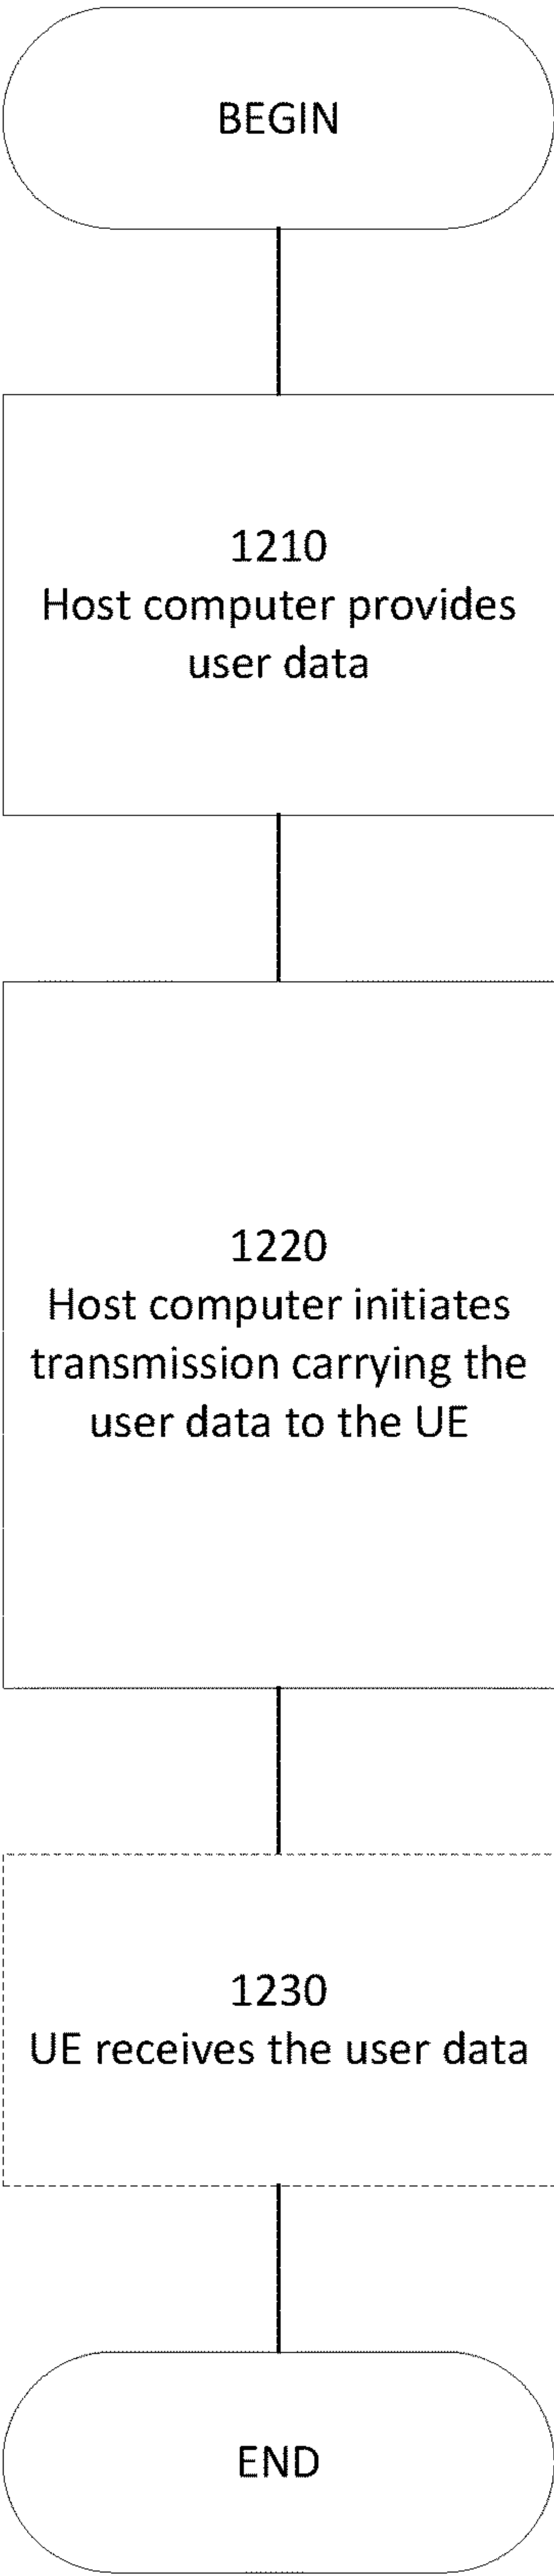 BEGIN
1210
Host computer provides
user data
1220
Host computer initiates
transmission carrying the
user data to the UE
1230
UE receives the user data
END